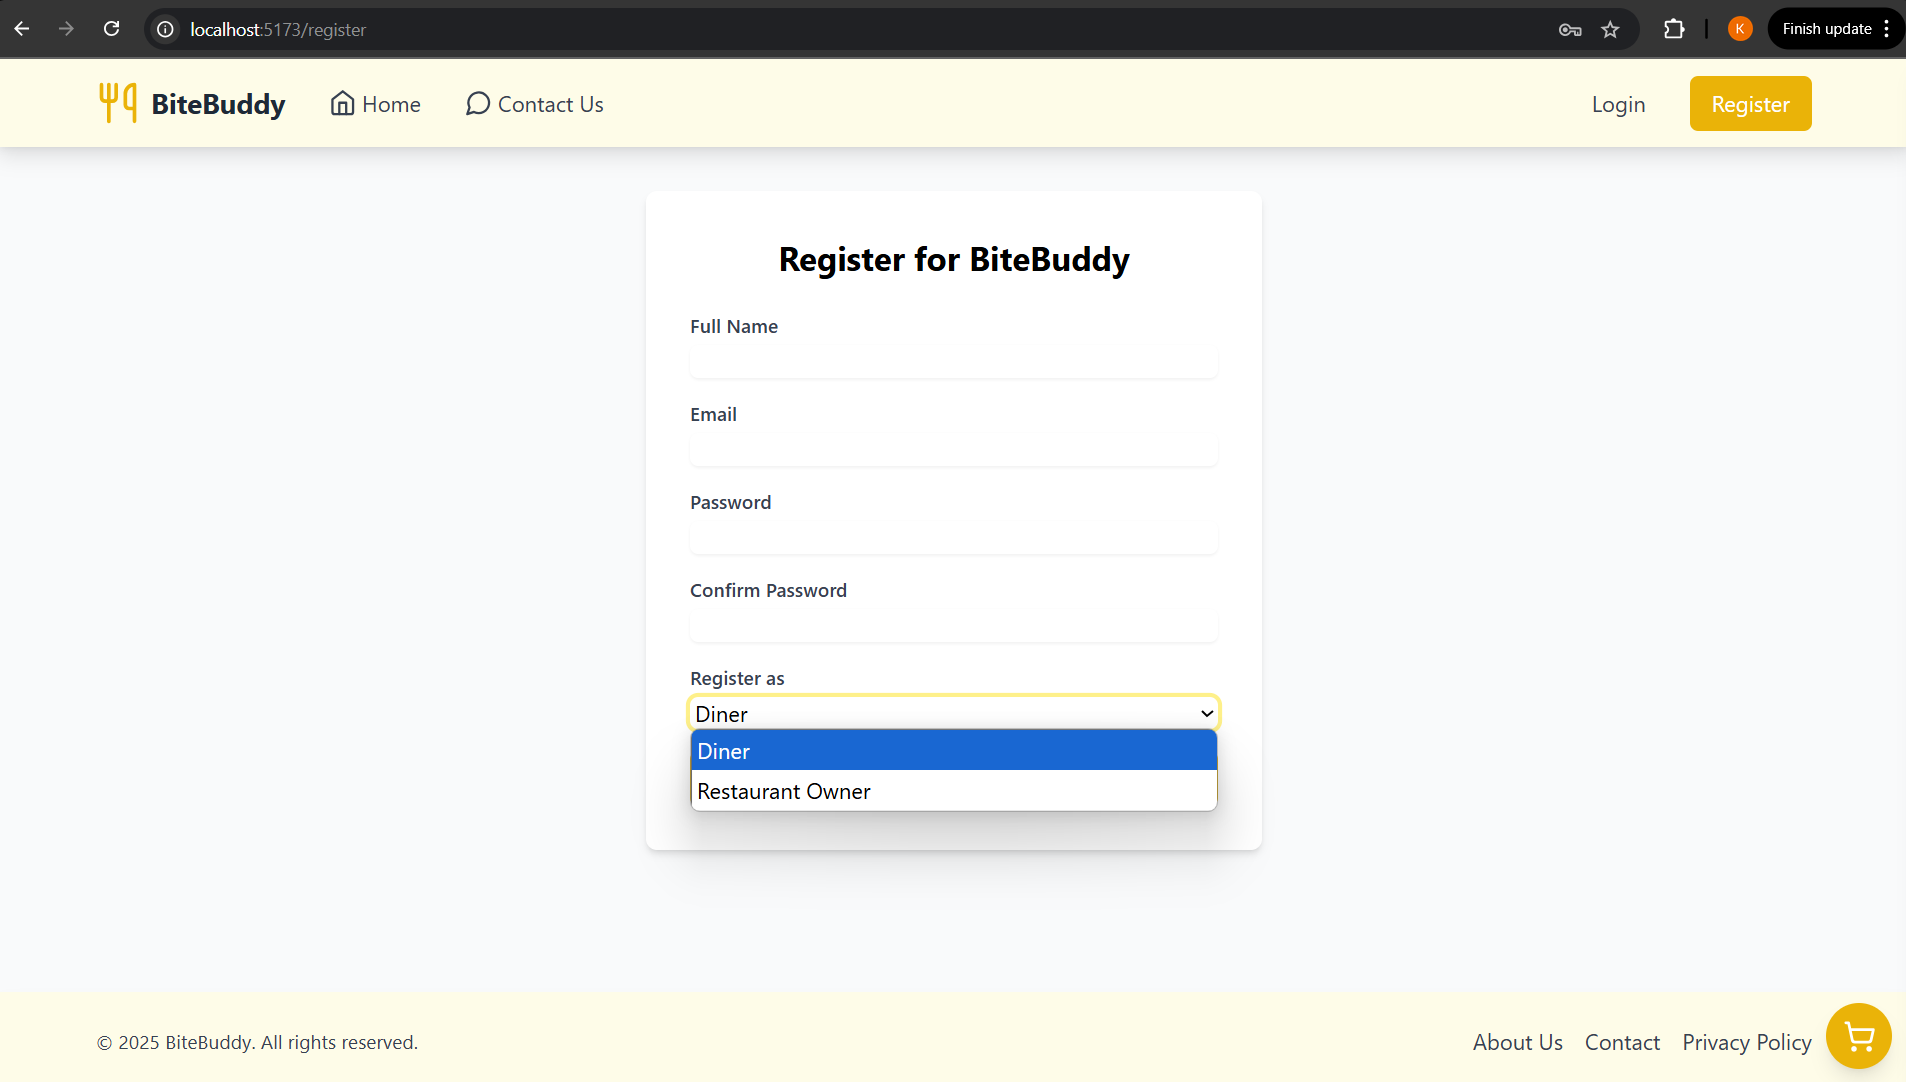 localhost:5173/register
K
Finish update
BiteBuddy
Home
Contact Us
Login
Register
Register for BiteBuddy
Full Name
Email
Password
Confirm Password
Register as
Diner
Diner
Restaurant Owner
© 2025 BiteBuddy. All rights reserved.
About Us
Contact
Privacy Policy